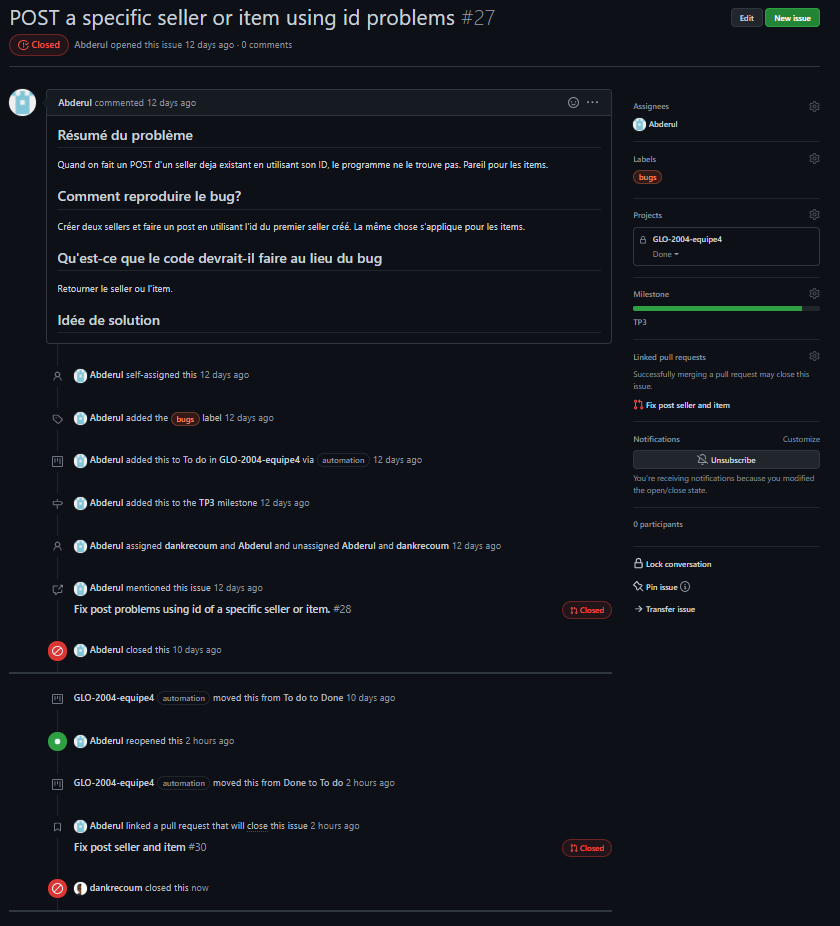 POST a specific seller or item using id problems #27
Edit
New issue
Closed
Abderul opened this issue 12 days ago · 0 comments
Abderul commented 12 days ago
Résumé du problème
Quand on fait un POST d'un seller deja existant en utilisant son ID, le programme ne le trouve pas. Pareil pour les items.
Comment reproduire le bug?
Créer deux sellers et faire un post en utilisant l'id du premier seller créé. La même chose s'applique pour les items.
Qu'est-ce que le code devrait-il faire au lieu du bug
Retourner le seller ou l'item.
Idée de solution
Abderul self-assigned this 12 days ago
Abderul added the bugs label 12 days ago
Abderul added this to To do in GLO-2004-equipe4 via automation 12 days ago
Abderul added this to the TP3 milestone 12 days ago
Abderul assigned dankrecoum and Abderul and unassigned Abderul and dankrecoum 12 days ago
Abderul mentioned this issue 12 days ago
Fix post problems using id of a specific seller or item. #28
Closed
Abderul closed this 10 days ago
GLO-2004-equipe4 automation moved this from To do to Done 10 days ago
Abderul reopened this 2 hours ago
GLO-2004-equipe4 automation moved this from Done to To do 2 hours ago
Abderul linked a pull request that will close this issue 2 hours ago
Fix post seller and item #30
Closed
dankrecoum closed this now
Assignees
Abderul
Labels
bugs
Projects
GLO-2004-equipe4
Done
Milestone
TP3
Linked pull requests
Successfully merging a pull request may close this
issue.
Fix post seller and item
Notifications
Customize
Unsubscribe
You're receiving notifications because you modified
the open/close state.
0 participants
Lock conversation
Pin issue
Transfer issue